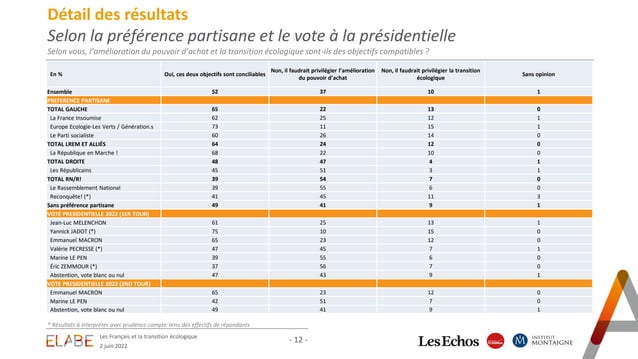 Détail des résultats
Selon la préférence partisane et le vote à la présidentielle
Selon vous, l'amélioration du pouvoir d'achat et la transition écologique sont-ils des objectifs compatibles ?
En % Oui, ces deux objectifs sont conciliables Non, il faudrait privilégier l'amélioration du pouvoir d'achat Non, il faudrait privilégier la transition écologique Sans opinion
Ensemble 52 37 10 1
PREFERENCE PARTISANE
TOTAL GAUCHE 65 22 13 0
La France Insoumise 62 25 12 1
Europe Ecologie-Les Verts / Génération.s 73 11 15 1
Le Parti socialiste 60 26 14 0
TOTAL LREM ET ALLIÉS 64 24 12 0
La République en Marche ! 68 22 10 0
TOTAL DROITE 48 47 4 1
Les Républicains 45 51 3 1
TOTAL RN/R! 39 54 7 0
Le Rassemblement National 39 55 6 0
Reconquête! (*) 41 45 11 3
Sans préférence partisane 49 41 9 1
VOTE PRESIDENTIELLE 2022 (1ER TOUR)
Jean-Luc MELENCHON 61 25 13 1
Yannick JADOT (*) 75 10 15 0
Emmanuel MACRON 65 23 12 0
Valérie PECRESSE (*) 47 45 7 1
Marine LE PEN 39 55 6 0
Éric ZEMMOUR (*) 37 56 7 0
Abstention, vote blanc ou nul 47 43 9 1
VOTE PRESIDENTIELLE 2022 (2ND TOUR)
Emmanuel MACRON 65 23 12 0
Marine LE PEN 42 51 7 0
Abstention, vote blanc ou nul 49 41 9 1
* Résultats à interpréter avec prudence compte-tenu des effectifs de répondants
ELABE
Les Français et la transition écologique
2 juin 2022
- 12 -
Les Echos
INSTITUT
MONTAIGNE